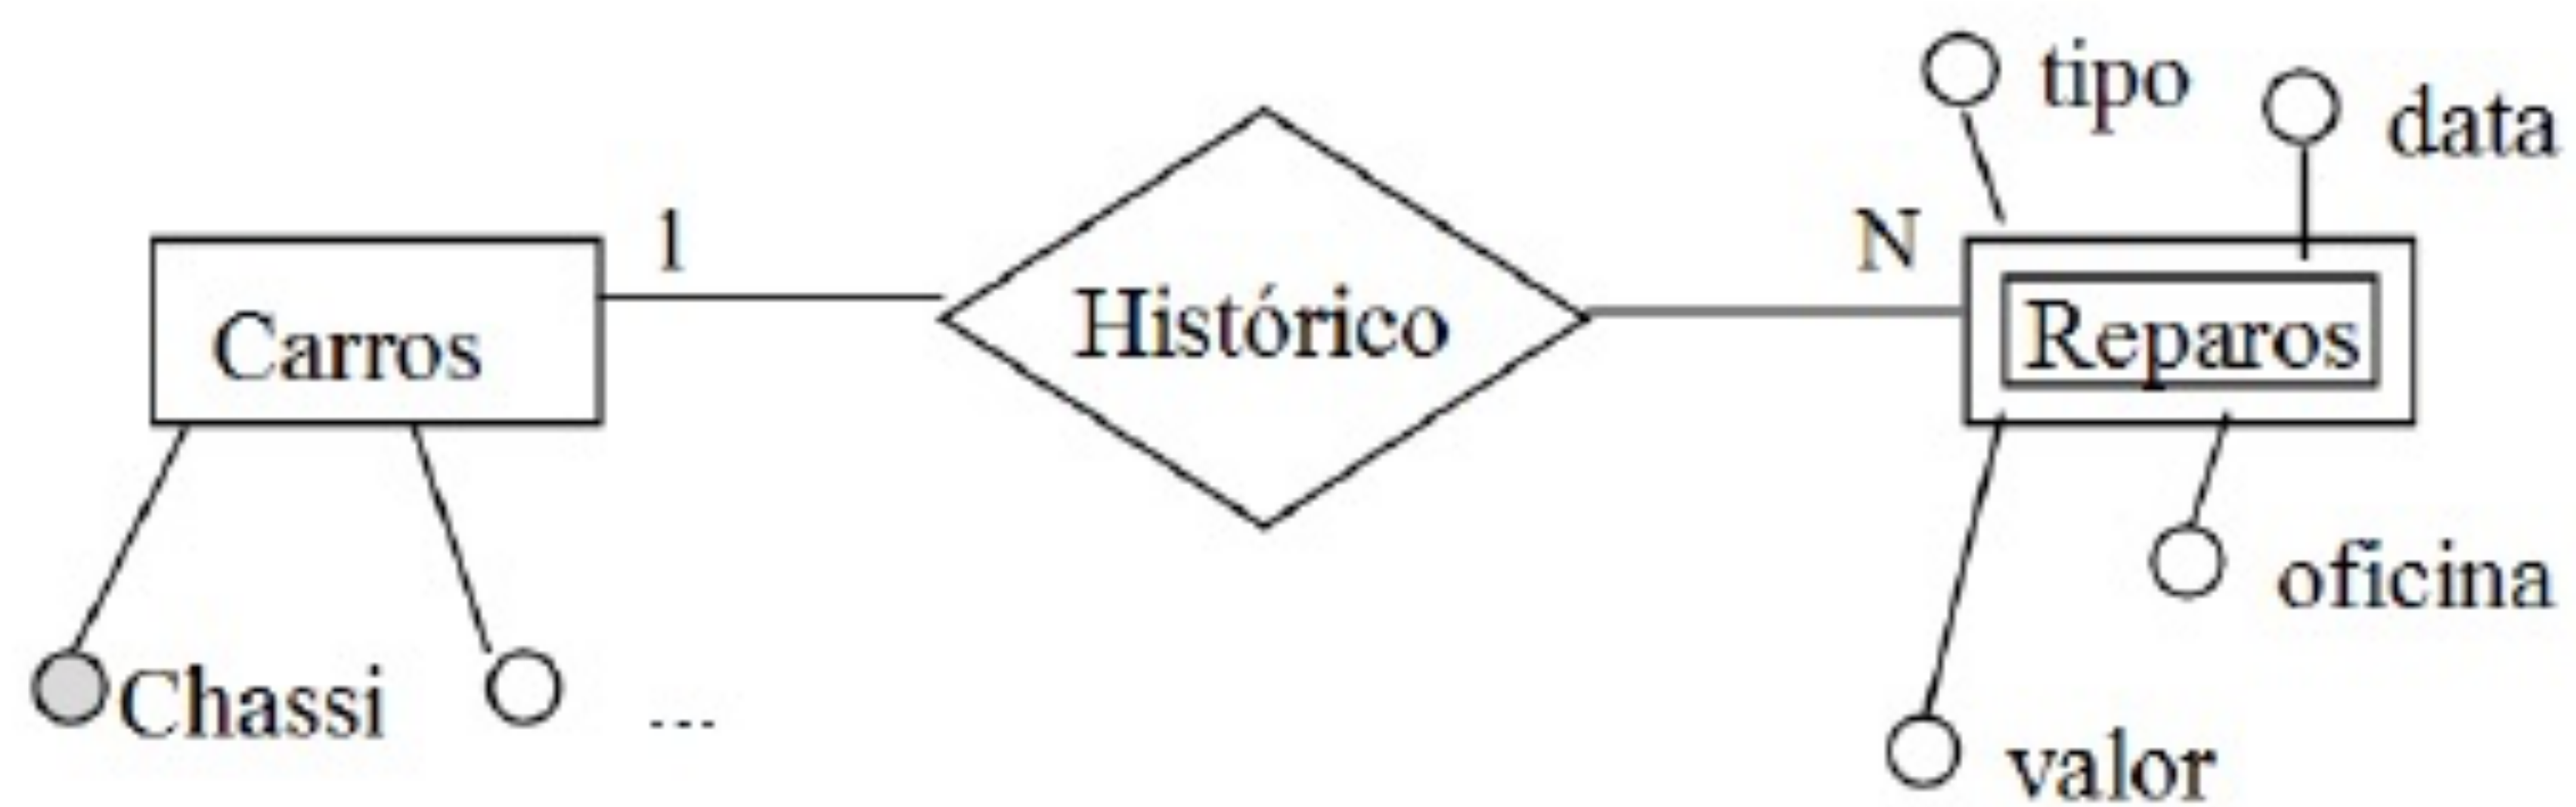 tipo
data
1
N
Carros
Histórico
Reparos
Chassi
...
oficina
valor